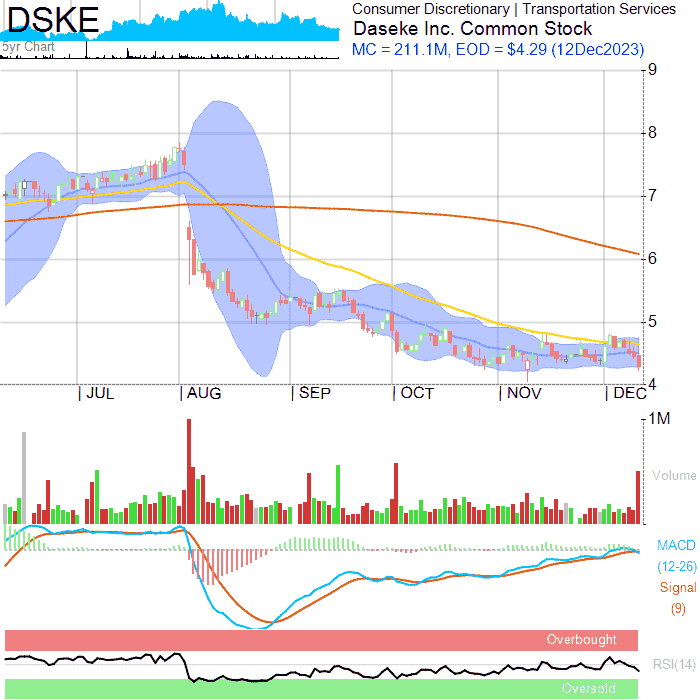 DSKE
5yr Chart
Consumer Discretionary | Transportation Services
Daseke Inc. Common Stock
MC = 211.1M, EOD = $4.29 (12Dec2023)
9
8
7
6
5
4
JUL AUG SEP OCT NOV DEC
1M
Volume
MACD
(12-26)
Signal
(9)
Overbought
RSI(14)
Oversold